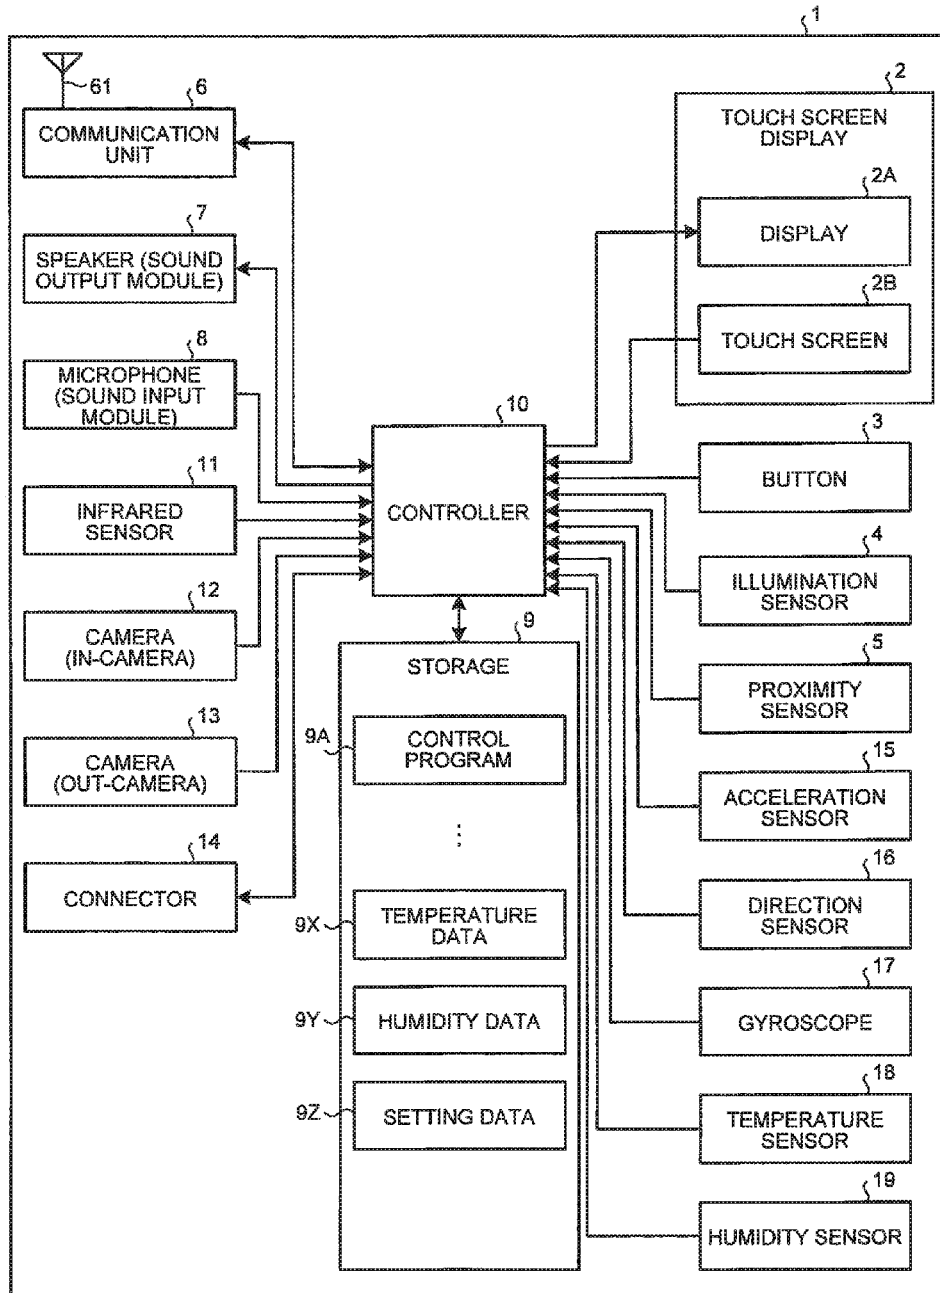 1
61
6
COMMUNICATION
UNIT
7
SPEAKER (SOUND
OUTPUT MODULE)
8
MICROPHONE
(SOUND INPUT
MODULE)
11
INFRARED
SENSOR
12
CAMERA
(IN-CAMERA)
13
CAMERA
(OUT-CAMERA)
14
CONNECTOR
10
CONTROLLER
9
STORAGE
9A
CONTROL
PROGRAM
⋮
9X
TEMPERATURE
DATA
9Y
HUMIDITY DATA
9Z
SETTING DATA
2
TOUCH SCREEN
DISPLAY
2A
DISPLAY
2B
TOUCH SCREEN
3
BUTTON
4
ILLUMINATION
SENSOR
5
PROXIMITY
SENSOR
15
ACCELERATION
SENSOR
16
DIRECTION
SENSOR
17
GYROSCOPE
18
TEMPERATURE
SENSOR
19
HUMIDITY SENSOR